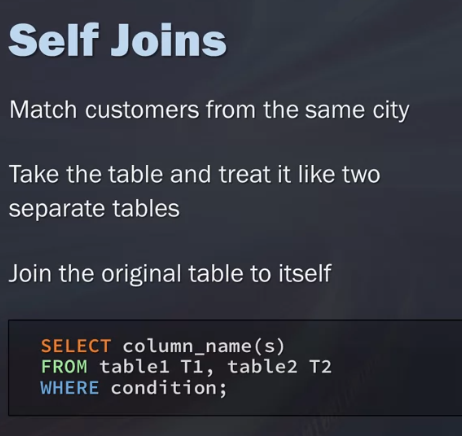 Self Joins
Match customers from the same city
Take the table and treat it like two
separate tables
Join the original table to itself
SELECT column_name(s)
FROM table1 T1, table2 T2
WHERE condition;